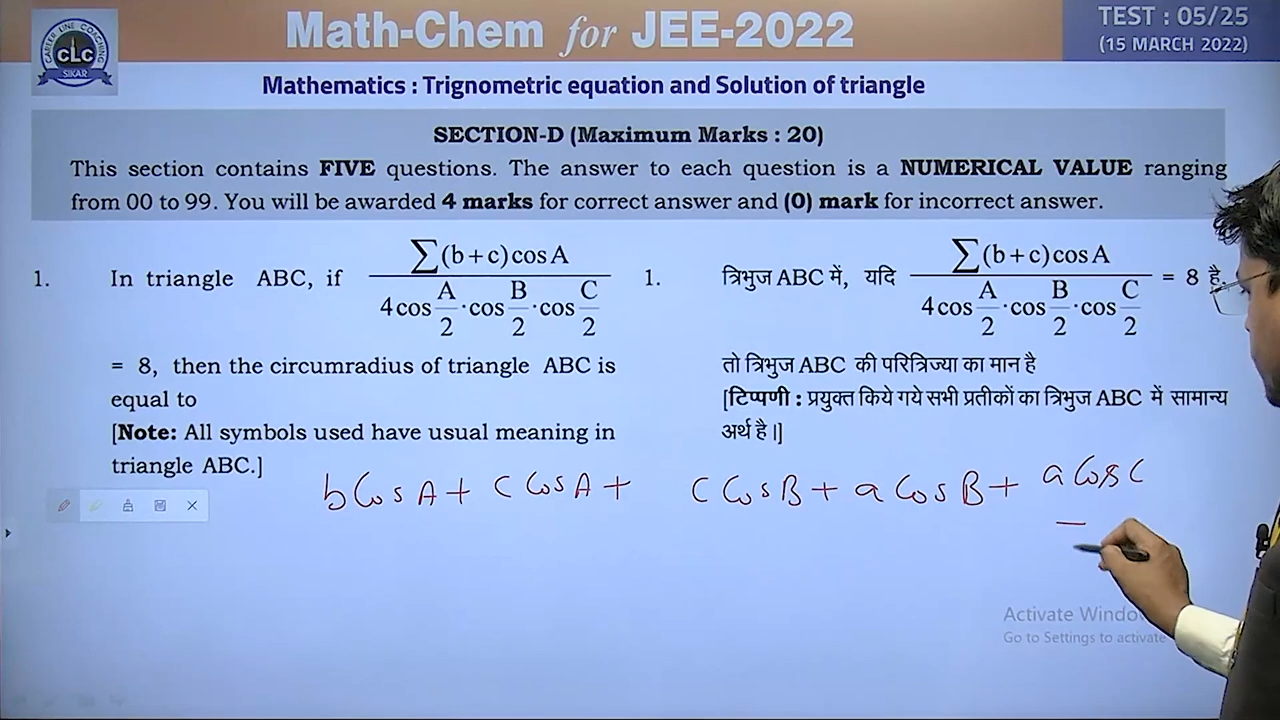 CAREER LINE COACHING
CLC
SIKAR
Math-Chem for JEE-2022
TEST : 05/25
(15 MARCH 2022)
Mathematics : Trignometric equation and Solution of triangle
SECTION-D (Maximum Marks : 20)
This section contains FIVE questions. The answer to each question is a NUMERICAL VALUE ranging
from 00 to 99. You will be awarded 4 marks for correct answer and (0) mark for incorrect answer.
1. In triangle ABC, if ∑(b+c)cosA / 4cos A/2 ·cos B/2 ·cos C/2
= 8, then the circumradius of triangle ABC is
equal to
[Note: All symbols used have usual meaning in
triangle ABC.]
1. त्रिभुज ABC में, यदि ∑(b+c)cosA / 4cos A/2 ·cos B/2 ·cos C/2 = 8 है,
तो त्रिभुज ABC की परित्रिज्या का मान है
[टिप्पणी : प्रयुक्त किये गये सभी प्रतीकों का त्रिभुज ABC में सामान्य
अर्थ है।]
b Cos A + c Cos A + c Cos B + a Cos B + a Cos C
Activate Windo
Go to Settings to activate